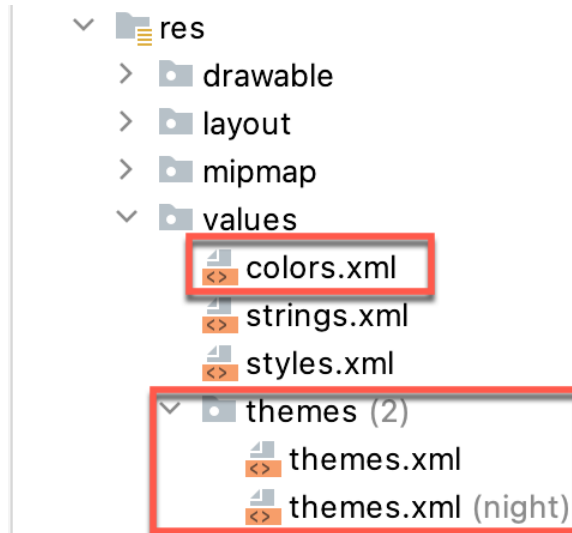 res
drawable
layout
mipmap
values
colors.xml
strings.xml
styles.xml
themes (2)
themes.xml
themes.xml (night)